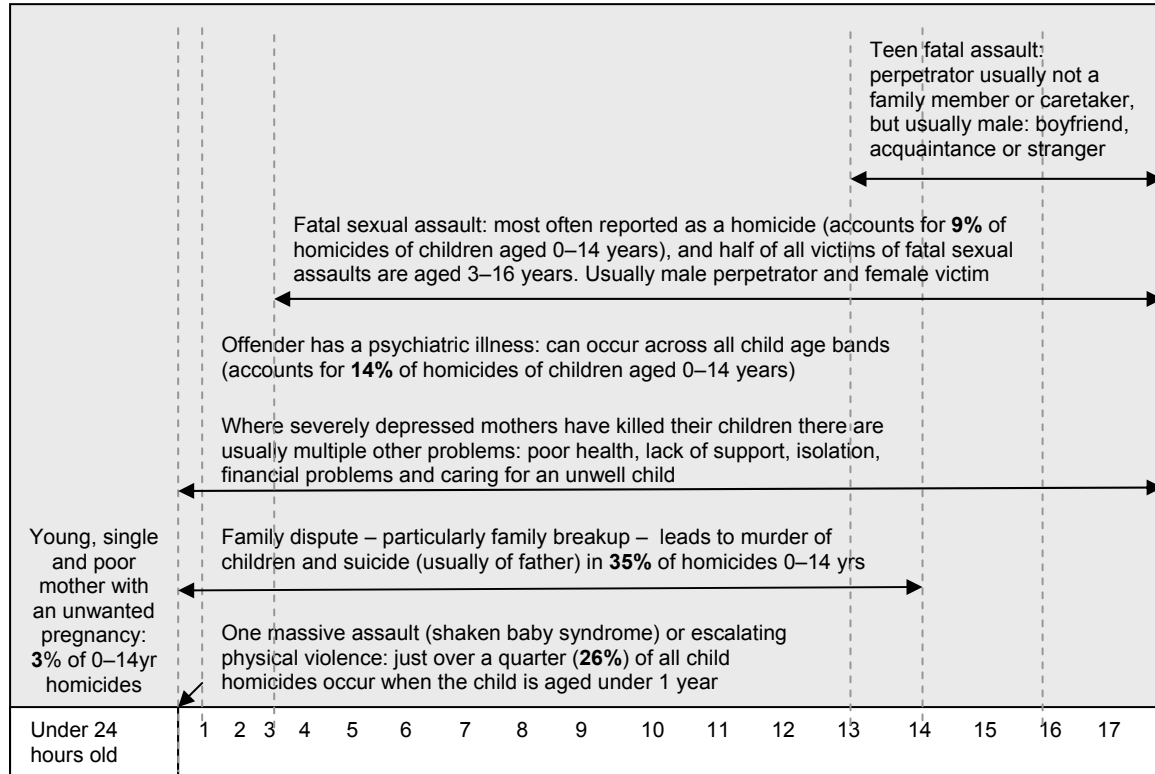 Teen fatal assault:
perpetrator usually not a
family member or caretaker,
but usually male: boyfriend,
acquaintance or stranger
Fatal sexual assault: most often reported as a homicide (accounts for 9% of
homicides of children aged 0–14 years), and half of all victims of fatal sexual
assaults are aged 3–16 years. Usually male perpetrator and female victim
Offender has a psychiatric illness: can occur across all child age bands
(accounts for 14% of homicides of children aged 0–14 years)
Where severely depressed mothers have killed their children there are
usually multiple other problems: poor health, lack of support, isolation,
financial problems and caring for an unwell child
Young, single
and poor
mother with
an unwanted
pregnancy:
3% of 0–14yr
homicides
Family dispute – particularly family breakup – leads to murder of
children and suicide (usually of father) in 35% of homicides 0–14 yrs
One massive assault (shaken baby syndrome) or escalating
physical violence: just over a quarter (26%) of all child
homicides occur when the child is aged under 1 year
Under 24
hours old
1 2 3 4 5 6 7 8 9 10 11 12 13 14 15 16 17